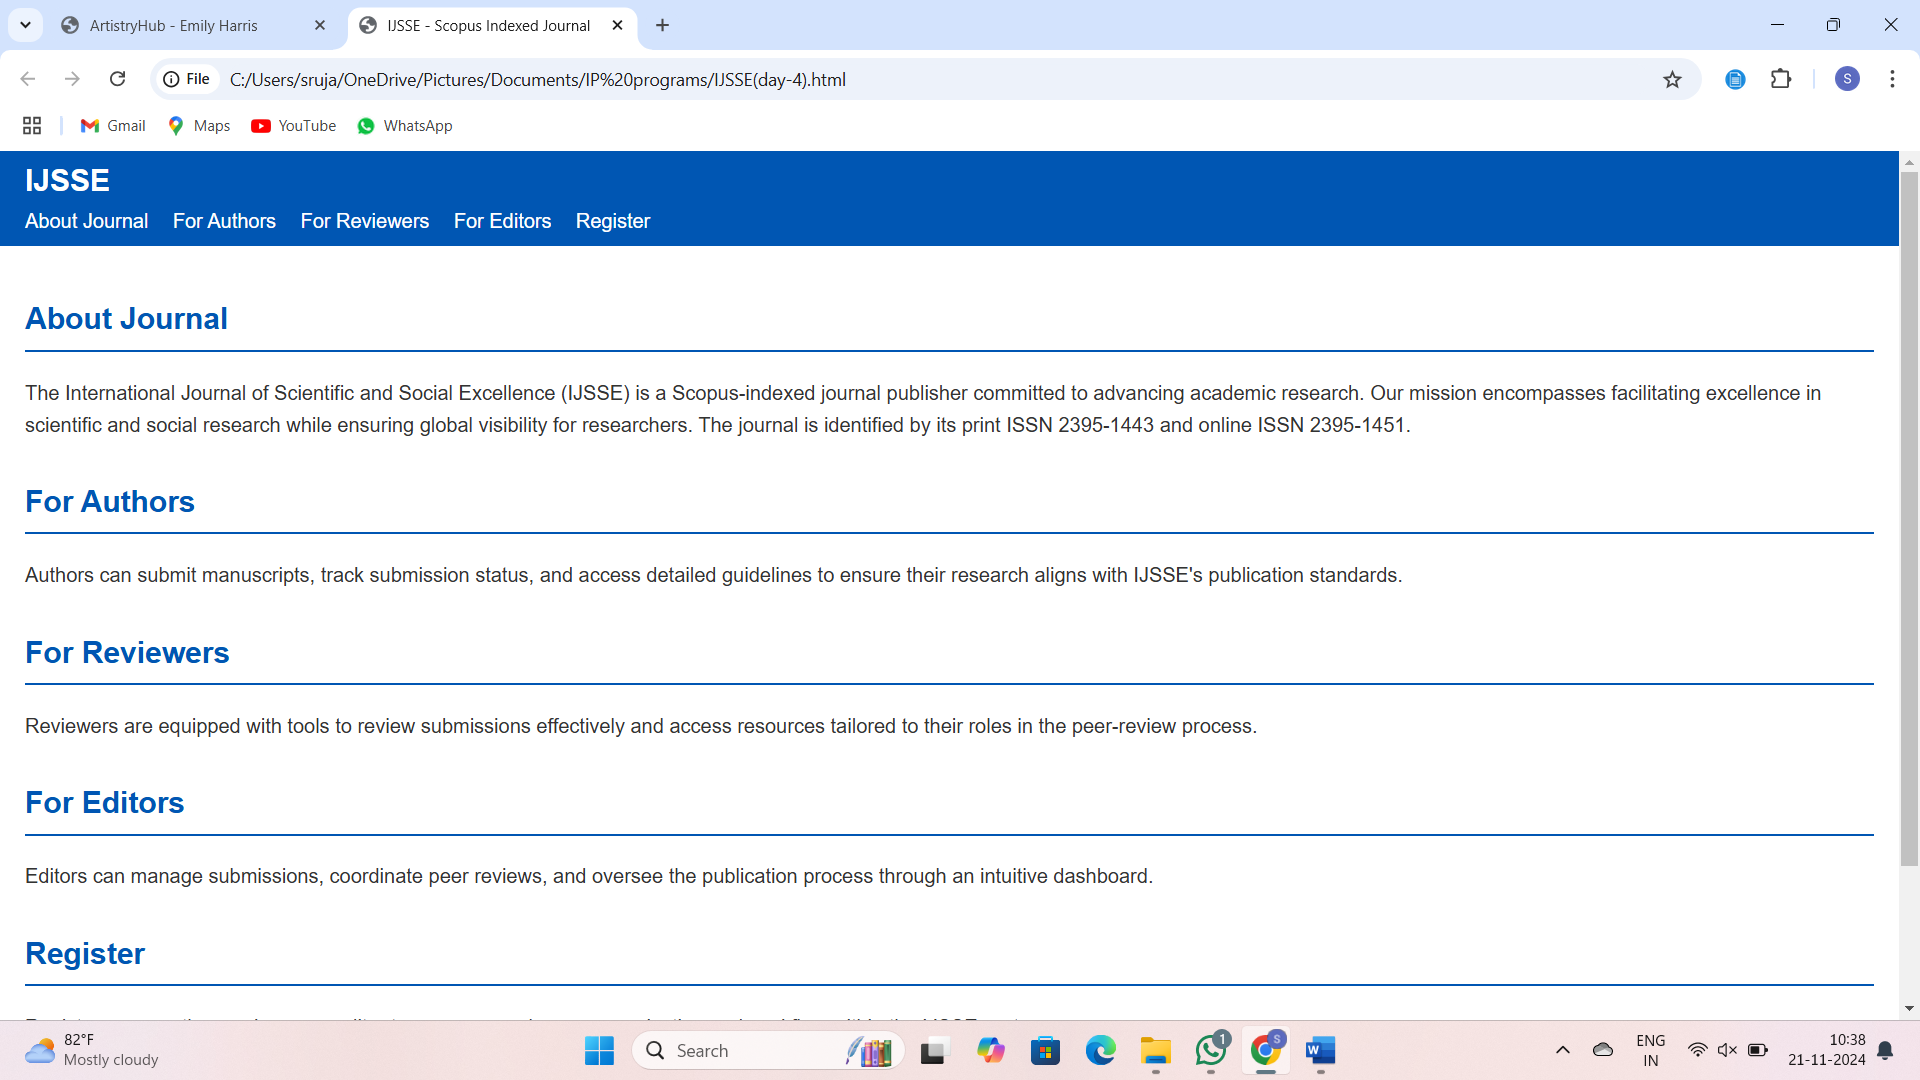 ArtistryHub - Emily Harris
IJSSE - Scopus Indexed Journal
File
C:/Users/sruja/OneDrive/Pictures/Documents/IP%20programs/IJSSE(day-4).html
S
Gmail
Maps
YouTube
WhatsApp
IJSSE
About Journal For Authors For Reviewers For Editors Register
About Journal
The International Journal of Scientific and Social Excellence (IJSSE) is a Scopus-indexed journal publisher committed to advancing academic research. Our mission encompasses facilitating excellence in
scientific and social research while ensuring global visibility for researchers. The journal is identified by its print ISSN 2395-1443 and online ISSN 2395-1451.
For Authors
Authors can submit manuscripts, track submission status, and access detailed guidelines to ensure their research aligns with IJSSE's publication standards.
For Reviewers
Reviewers are equipped with tools to review submissions effectively and access resources tailored to their roles in the peer-review process.
For Editors
Editors can manage submissions, coordinate peer reviews, and oversee the publication process through an intuitive dashboard.
Register
82°F
Mostly cloudy
Search
1
S
W
ENG
IN
10:38
21-11-2024